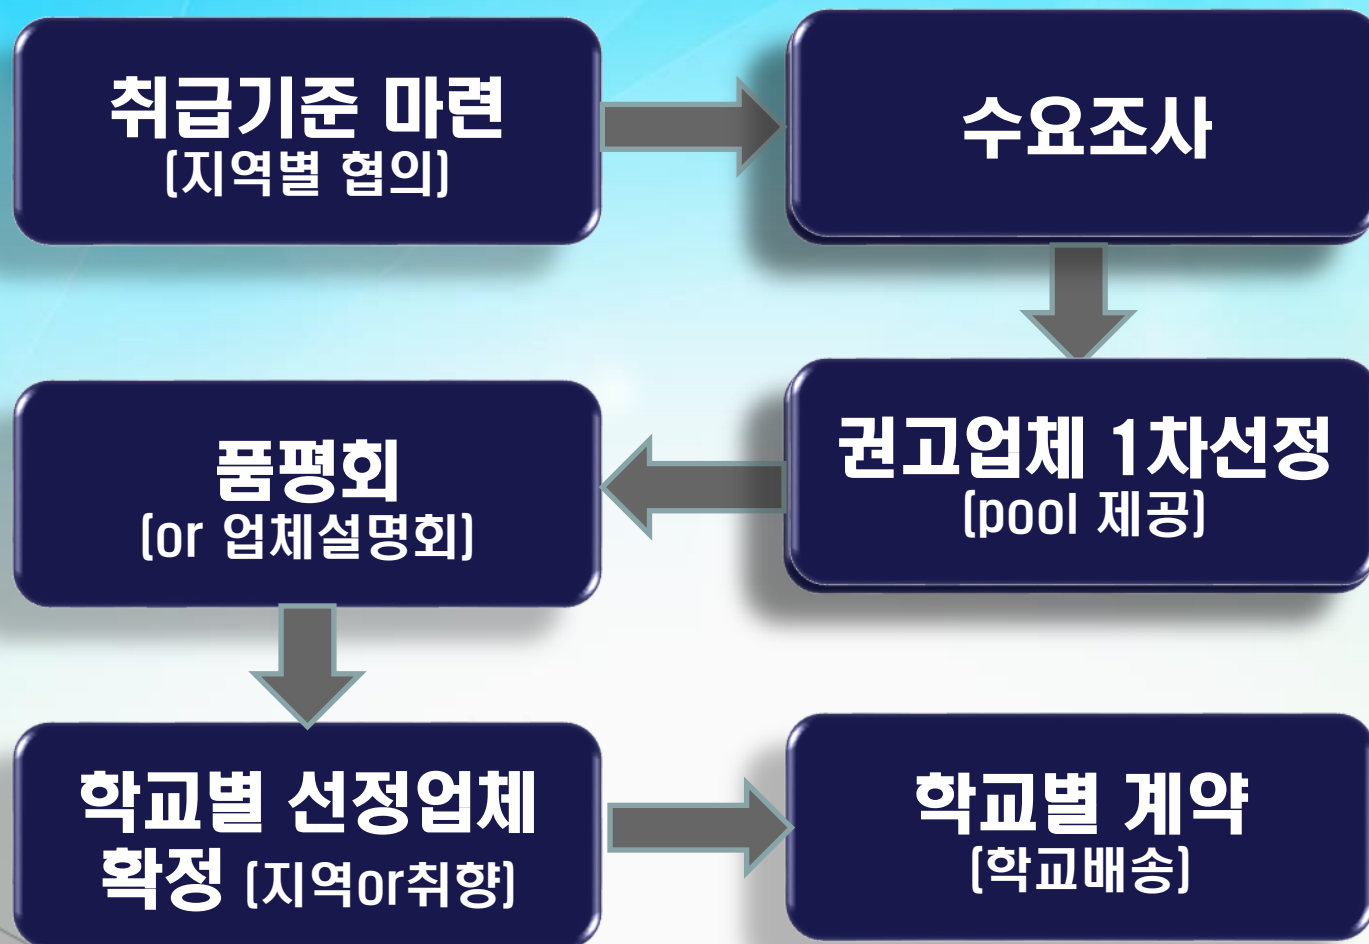 취급기준 마련
(지역별 협의)
수요조사
권고업체 1차선정
(pool 제공)
품평회
(or 업체설명회)
학교별 선정업체
확정 (지역or취향)
학교별 계약
(학교배송)